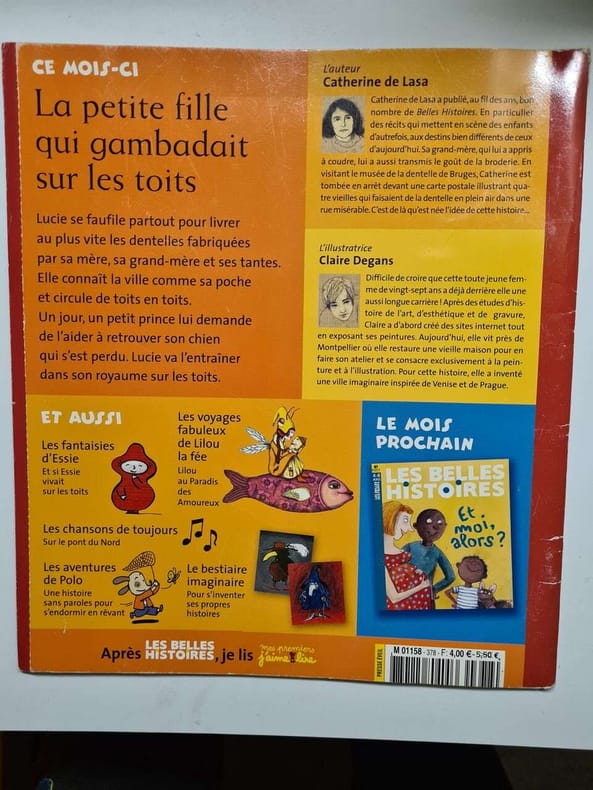 CE MOIS-CI
La petite fille
qui gambadait
sur les toits
Lucie se faufile partout pour livrer
au plus vite les dentelles fabriquées
par sa mère, sa grand-mère et ses tantes.
Elle connaît la ville comme sa poche
et circule de toits en toits.
Un jour, un petit prince lui demande
de l'aider à retrouver son chien
qui s'est perdu. Lucie va l'entraîner
dans son royaume sur les toits.
L'auteur
Catherine de Lasa
Catherine de Lasa a publié, au fil des ans, bon
nombre de Belles Histoires. En particulier
des récits qui mettent en scène des enfants
d'autrefois, aux destins bien différents de ceux
d'aujourd'hui. Sa grand-mère, qui lui a appris
à coudre, lui a aussi transmis le goût de la broderie. En
visitant le musée de la dentelle de Bruges, Catherine est
tombée en arrêt devant une carte postale illustrant qua-
tre vieilles qui faisaient de la dentelle en plein air dans une
rue misérable. C'est de là qu'est née l'idée de cette histoire...
L'illustratrice
Claire Degans
Difficile de croire que cette toute jeune fem-
me de vingt-sept ans a déjà derrière elle une
aussi longue carrière ! Après des études d'his-
toire de l'art, d'esthétique et de gravure,
Claire a d'abord créé des sites internet tout
en exposant ses peintures. Aujourd'hui, elle vit près de
Montpellier où elle restaure une vieille maison pour en
faire son atelier et se consacre exclusivement à la pein-
ture et à l'illustration. Pour cette histoire, elle a inventé
une ville imaginaire inspirée de Venise et de Prague.
ET AUSSI
Les fantaisies
d'Essie
Et si Essie
vivait
sur les toits
Les voyages
fabuleux
de Lilou
la fée
Lilou
au Paradis
des
Amoureux
Les chansons de toujours
Sur le pont du Nord
Les aventures
de Polo
Une histoire
sans paroles pour
s'endormir en rêvant
Le bestiaire
imaginaire
Pour s'inventer
ses propres
histoires
LE MOIS
PROCHAIN
LES BELLES
HISTOIRES
Et
moi,
alors ?
Après LES BELLES HISTOIRES, je lis mes premiers j'aime lire
PRESSE ÉVEIL
M 01158 - 378 - F: 4,00 € - 5,50 €